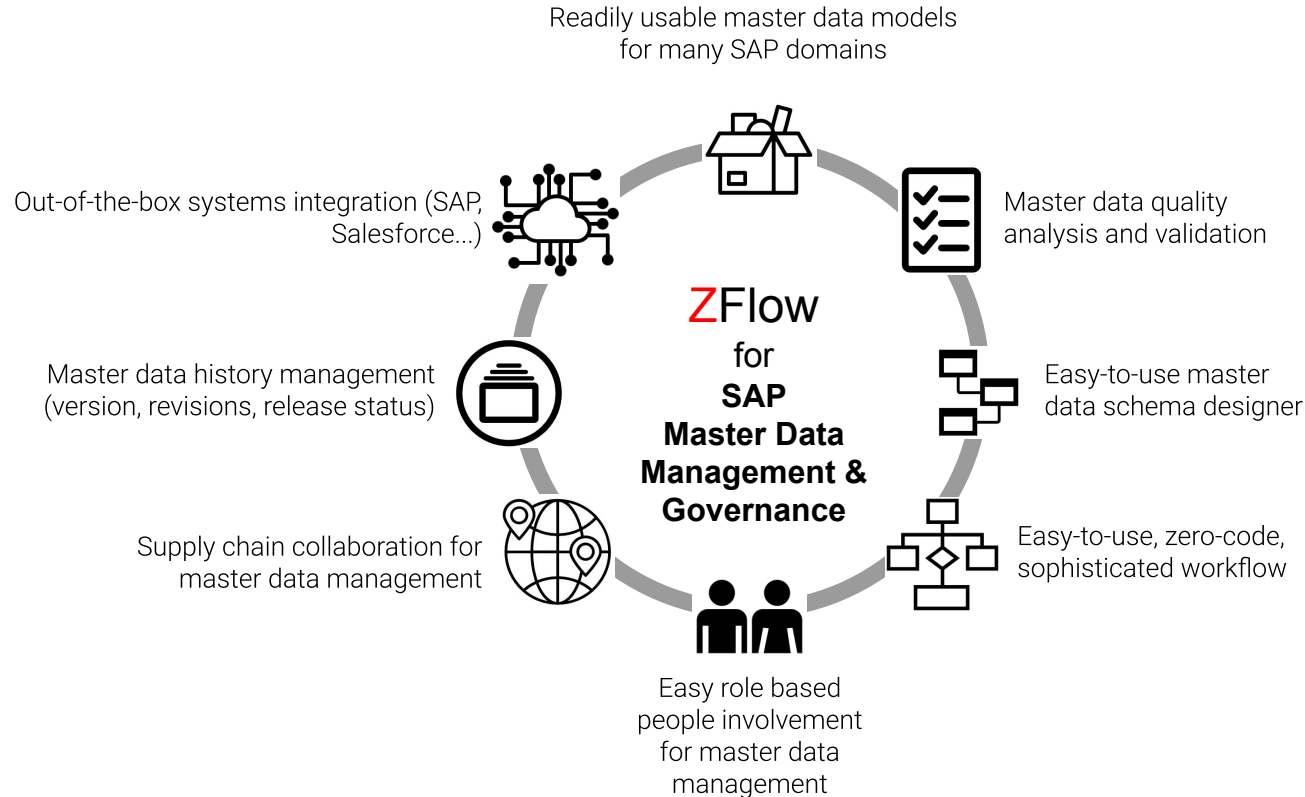 Readily usable master data models
for many SAP domains
Out-of-the-box systems integration (SAP,
Salesforce...)
Master data quality
analysis and validation
ZFlow
for
SAP
Master Data
Management &
Governance
Master data history management
(version, revisions, release status)
Easy-to-use master
data schema designer
Supply chain collaboration for
master data management
Easy-to-use, zero-code,
sophisticated workflow
Easy role based
people involvement
for master data
management